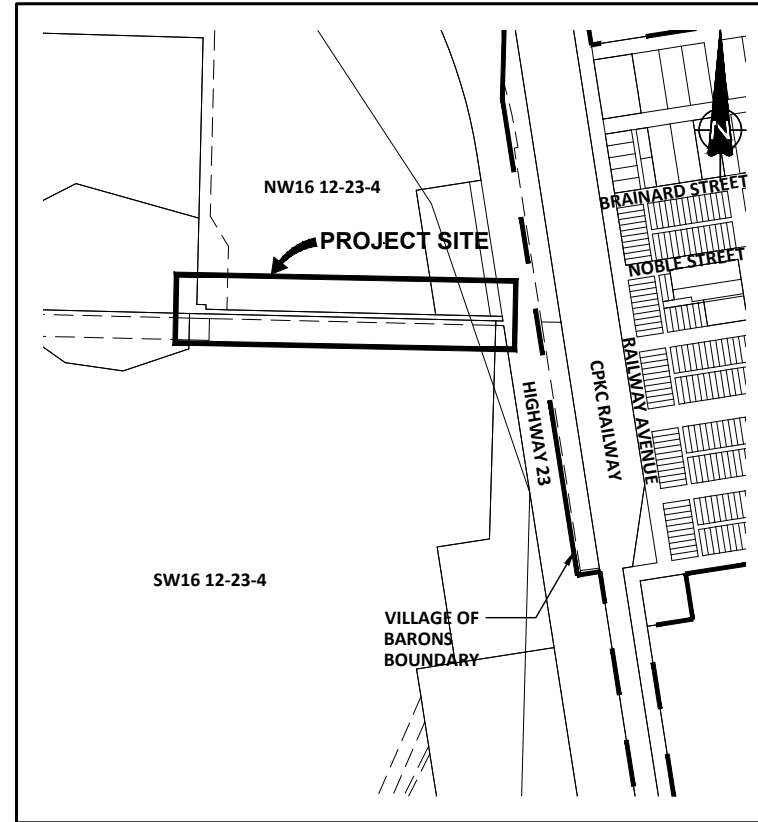 N
BRAINARD STREET
NW16 12-23-4
PROJECT SITE
NOBLE STREET
RAILWAY AVENUE
CPKC RAILWAY
HIGHWAY 23
SW16 12-23-4
VILLAGE OF
BARONS
BOUNDARY